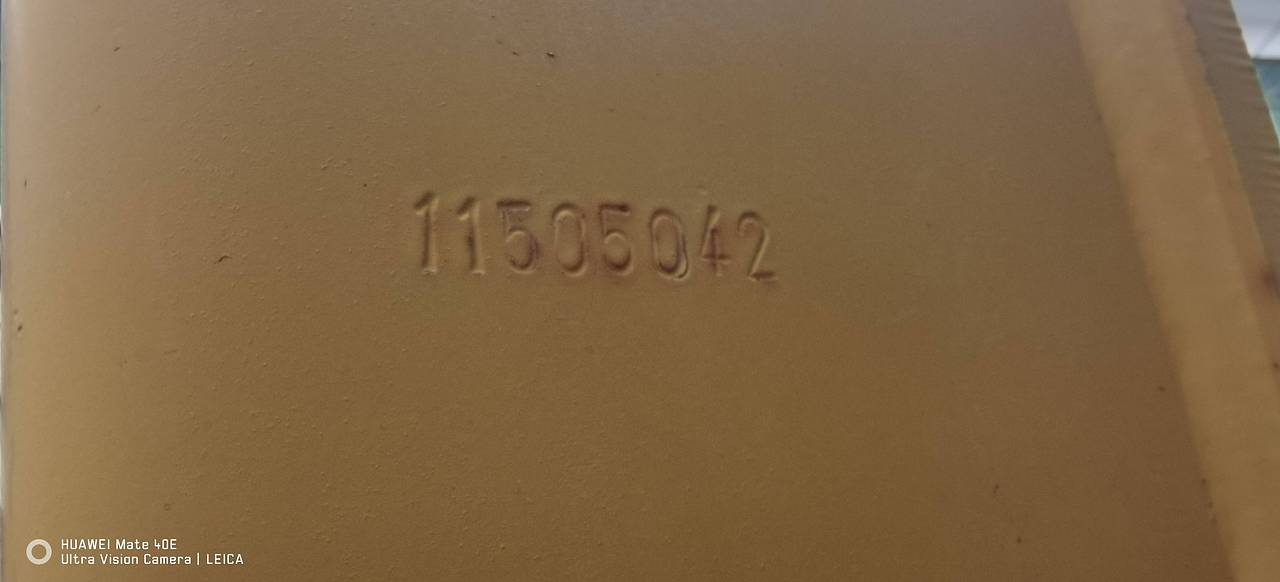 11505042
HUAWEI Mate 40E
Ultra Vision Camera | LEICA